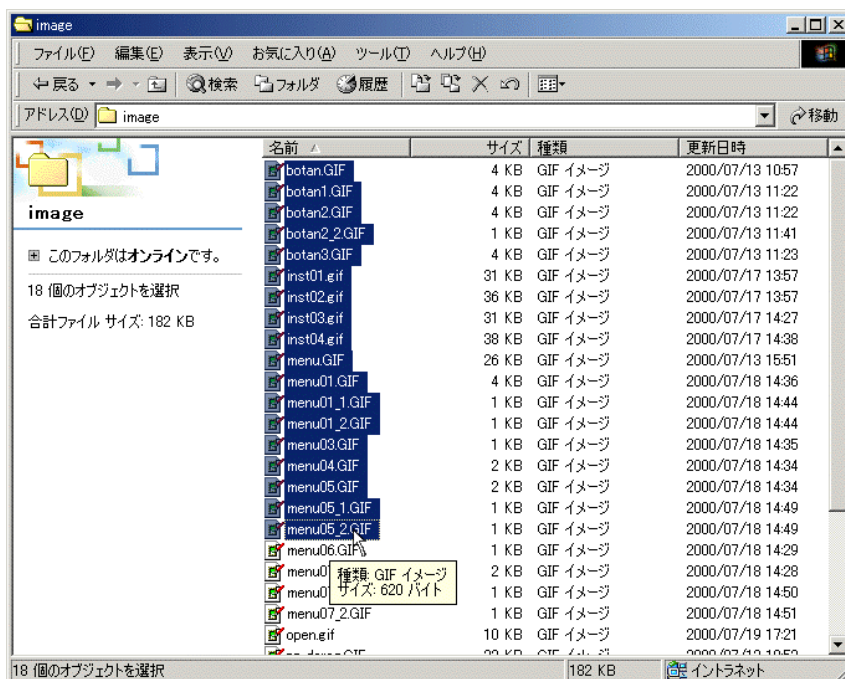 image
ファイル(F) 編集(E) 表示(V) お気に入り(A) ツール(T) ヘルプ(H)
戻る 検索 フォルダ 履歴
アドレス(D) image 移動
image
このフォルダはオンラインです。
18 個のオブジェクトを選択
合計ファイル サイズ: 182 KB
名前 サイズ 種類 更新日時
botan.GIF 4 KB GIF イメージ 2000/07/13 10:57
botan1.GIF 4 KB GIF イメージ 2000/07/13 11:22
botan2.GIF 4 KB GIF イメージ 2000/07/13 11:22
botan2_2.GIF 1 KB GIF イメージ 2000/07/13 11:41
botan3.GIF 4 KB GIF イメージ 2000/07/13 11:23
inst01.gif 31 KB GIF イメージ 2000/07/17 13:57
inst02.gif 36 KB GIF イメージ 2000/07/17 13:57
inst03.gif 31 KB GIF イメージ 2000/07/17 14:27
inst04.gif 38 KB GIF イメージ 2000/07/17 14:38
menu.GIF 26 KB GIF イメージ 2000/07/13 15:51
menu01.GIF 4 KB GIF イメージ 2000/07/18 14:36
menu01_1.GIF 1 KB GIF イメージ 2000/07/18 14:44
menu01_2.GIF 1 KB GIF イメージ 2000/07/18 14:44
menu03.GIF 1 KB GIF イメージ 2000/07/18 14:35
menu04.GIF 2 KB GIF イメージ 2000/07/18 14:34
menu05.GIF 2 KB GIF イメージ 2000/07/18 14:34
menu05_1.GIF 1 KB GIF イメージ 2000/07/18 14:49
menu05_2.GIF 1 KB GIF イメージ 2000/07/18 14:49
menu06.GIF 1 KB GIF イメージ 2000/07/18 14:29
2 KB GIF イメージ 2000/07/18 14:28
1 KB GIF イメージ 2000/07/18 14:50
menu07_2.GIF 1 KB GIF イメージ 2000/07/18 14:51
open.gif 10 KB GIF イメージ 2000/07/19 17:21
種類: GIF イメージ
サイズ: 620 バイト
18 個のオブジェクトを選択 182 KB イントラネット